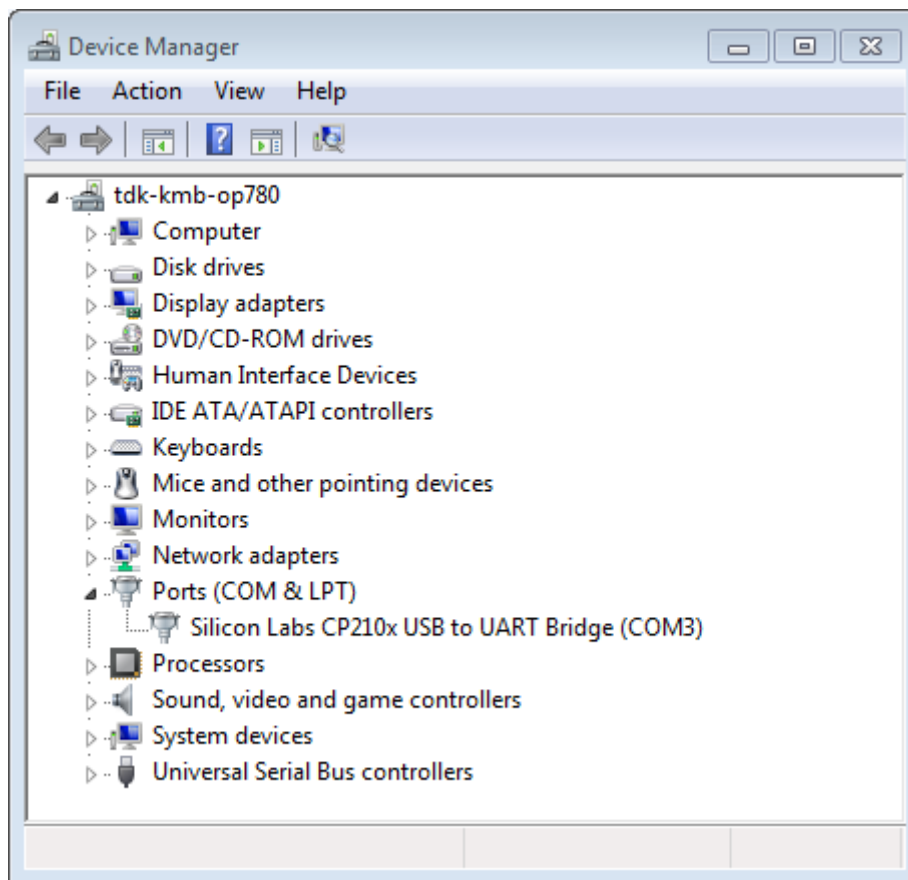 Device Manager
File Action View Help
tdk-kmb-op780
Computer
Disk drives
Display adapters
DVD/CD-ROM drives
Human Interface Devices
IDE ATA/ATAPI controllers
Keyboards
Mice and other pointing devices
Monitors
Network adapters
Ports (COM & LPT)
Silicon Labs CP210x USB to UART Bridge (COM3)
Processors
Sound, video and game controllers
System devices
Universal Serial Bus controllers